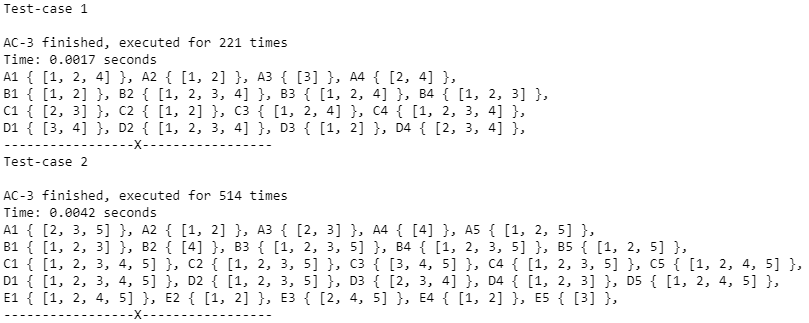 Test-case 1
AC-3 finished, executed for 221 times
Time: 0.0017 seconds
A1 { [1, 2, 4] }, A2 { [1, 2] }, A3 { [3] }, A4 { [2, 4] },
B1 { [1, 2] }, B2 { [1, 2, 3, 4] }, B3 { [1, 2, 4] }, B4 { [1, 2, 3] },
C1 { [2, 3] }, C2 { [1, 2] }, C3 { [1, 2, 4] }, C4 { [1, 2, 3, 4] },
D1 { [3, 4] }, D2 { [1, 2, 3, 4] }, D3 { [1, 2] }, D4 { [2, 3, 4] },
-----------------X-----------------
Test-case 2
AC-3 finished, executed for 514 times
Time: 0.0042 seconds
A1 { [2, 3, 5] }, A2 { [1, 2] }, A3 { [2, 3] }, A4 { [4] }, A5 { [1, 2, 5] },
B1 { [1, 2, 3] }, B2 { [4] }, B3 { [1, 2, 3, 5] }, B4 { [1, 2, 3, 5] }, B5 { [1, 2, 5] },
C1 { [1, 2, 3, 4, 5] }, C2 { [1, 2, 3, 5] }, C3 { [3, 4, 5] }, C4 { [1, 2, 3, 5] }, C5 { [1, 2, 4, 5] },
D1 { [1, 2, 3, 4, 5] }, D2 { [1, 2, 3, 5] }, D3 { [2, 3, 4] }, D4 { [1, 2, 3] }, D5 { [1, 2, 4, 5] },
E1 { [1, 2, 4, 5] }, E2 { [1, 2] }, E3 { [2, 4, 5] }, E4 { [1, 2] }, E5 { [3] },
-----------------X-----------------